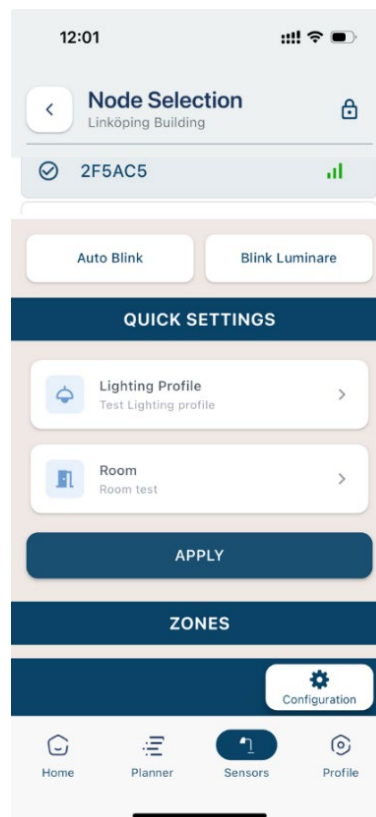 12:01
Node Selection
Linköping Building
2F5AC5
Auto Blink
Blink Luminare
QUICK SETTINGS
Lighting Profile
Test Lighting profile
Room
Room test
APPLY
ZONES
Configuration
Home
Planner
Sensors
Profile